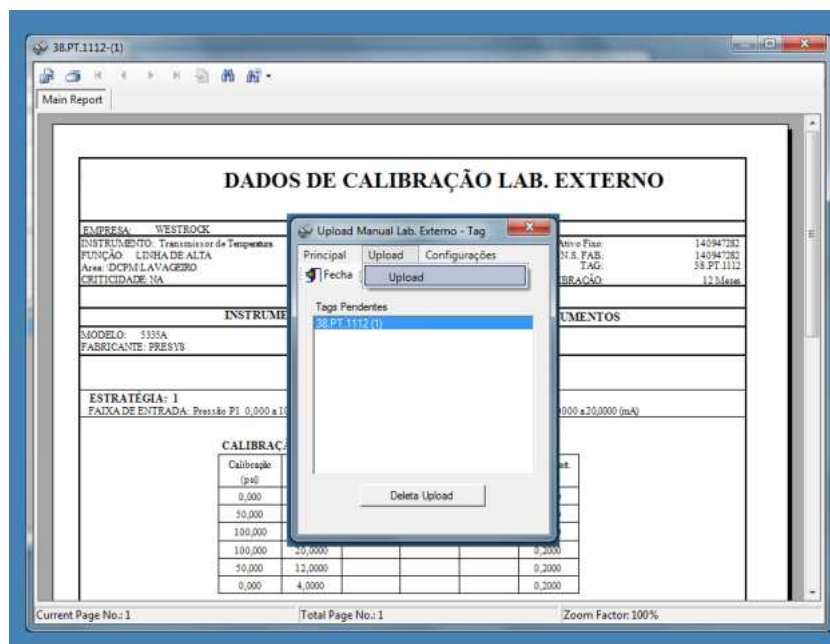 38.PT.1112-(1)
Main Report
DADOS DE CALIBRAÇÃO LAB. EXTERNO
EMPRESA: WESTROCK
INSTRUMENTO: Transmissor de Temperatura
Ativo Fixo: 140947282
FUNÇÃO: LINHA DE ALTA
N.S. FAB: 140947282
Area: \DCPM\LAVAGEIRO
TAG: 38.PT.1112
CRITICIDADE: NA
IBRAÇÃO: 12 Meses
INSTRUME
UMENTOS
MODELO: 5335A
FABRICANTE: PRESYS
ESTRATÉGIA: 1
FAIXA DE ENTRADA: Pressão P1 0,000 a 10
000 a 20,0000 (mA)
CALIBRAÇ
Calibração
(psi)
0,000
50,000
100,000
100,000 20,0000 0,2000
50,000 12,0000 0,2000
0,000 4,0000 0,2000
Upload Manual Lab. Externo - Tag
Principal Upload Configurações
Fecha Upload
Tags Pendentes
38.PT.1112 (1)
Deleta Upload
Current Page No.: 1 Total Page No.: 1 Zoom Factor: 100%